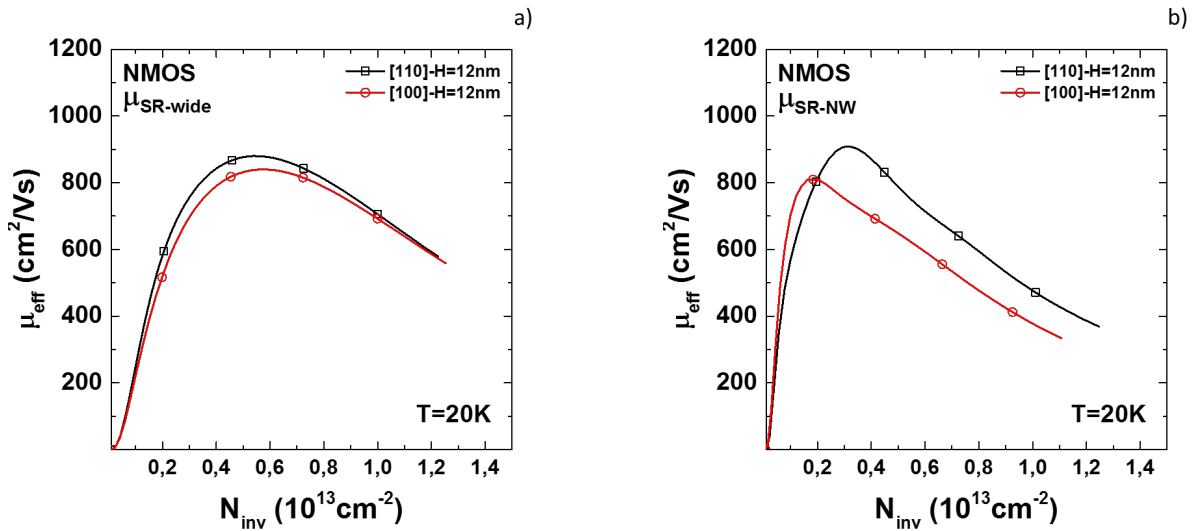 a)
1200
1000
800
600
400
200
NMOS
μSR-wide
[110]-H=12nm
[100]-H=12nm
T=20K
μeff (cm2/Vs)
0,2 0,4 0,6 0,8 1,0 1,2 1,4
Ninv (1013cm-2)
b)
1200
1000
800
600
400
200
NMOS
μSR-NW
[110]-H=12nm
[100]-H=12nm
T=20K
μeff (cm2/Vs)
0,2 0,4 0,6 0,8 1,0 1,2 1,4
Ninv (1013cm-2)